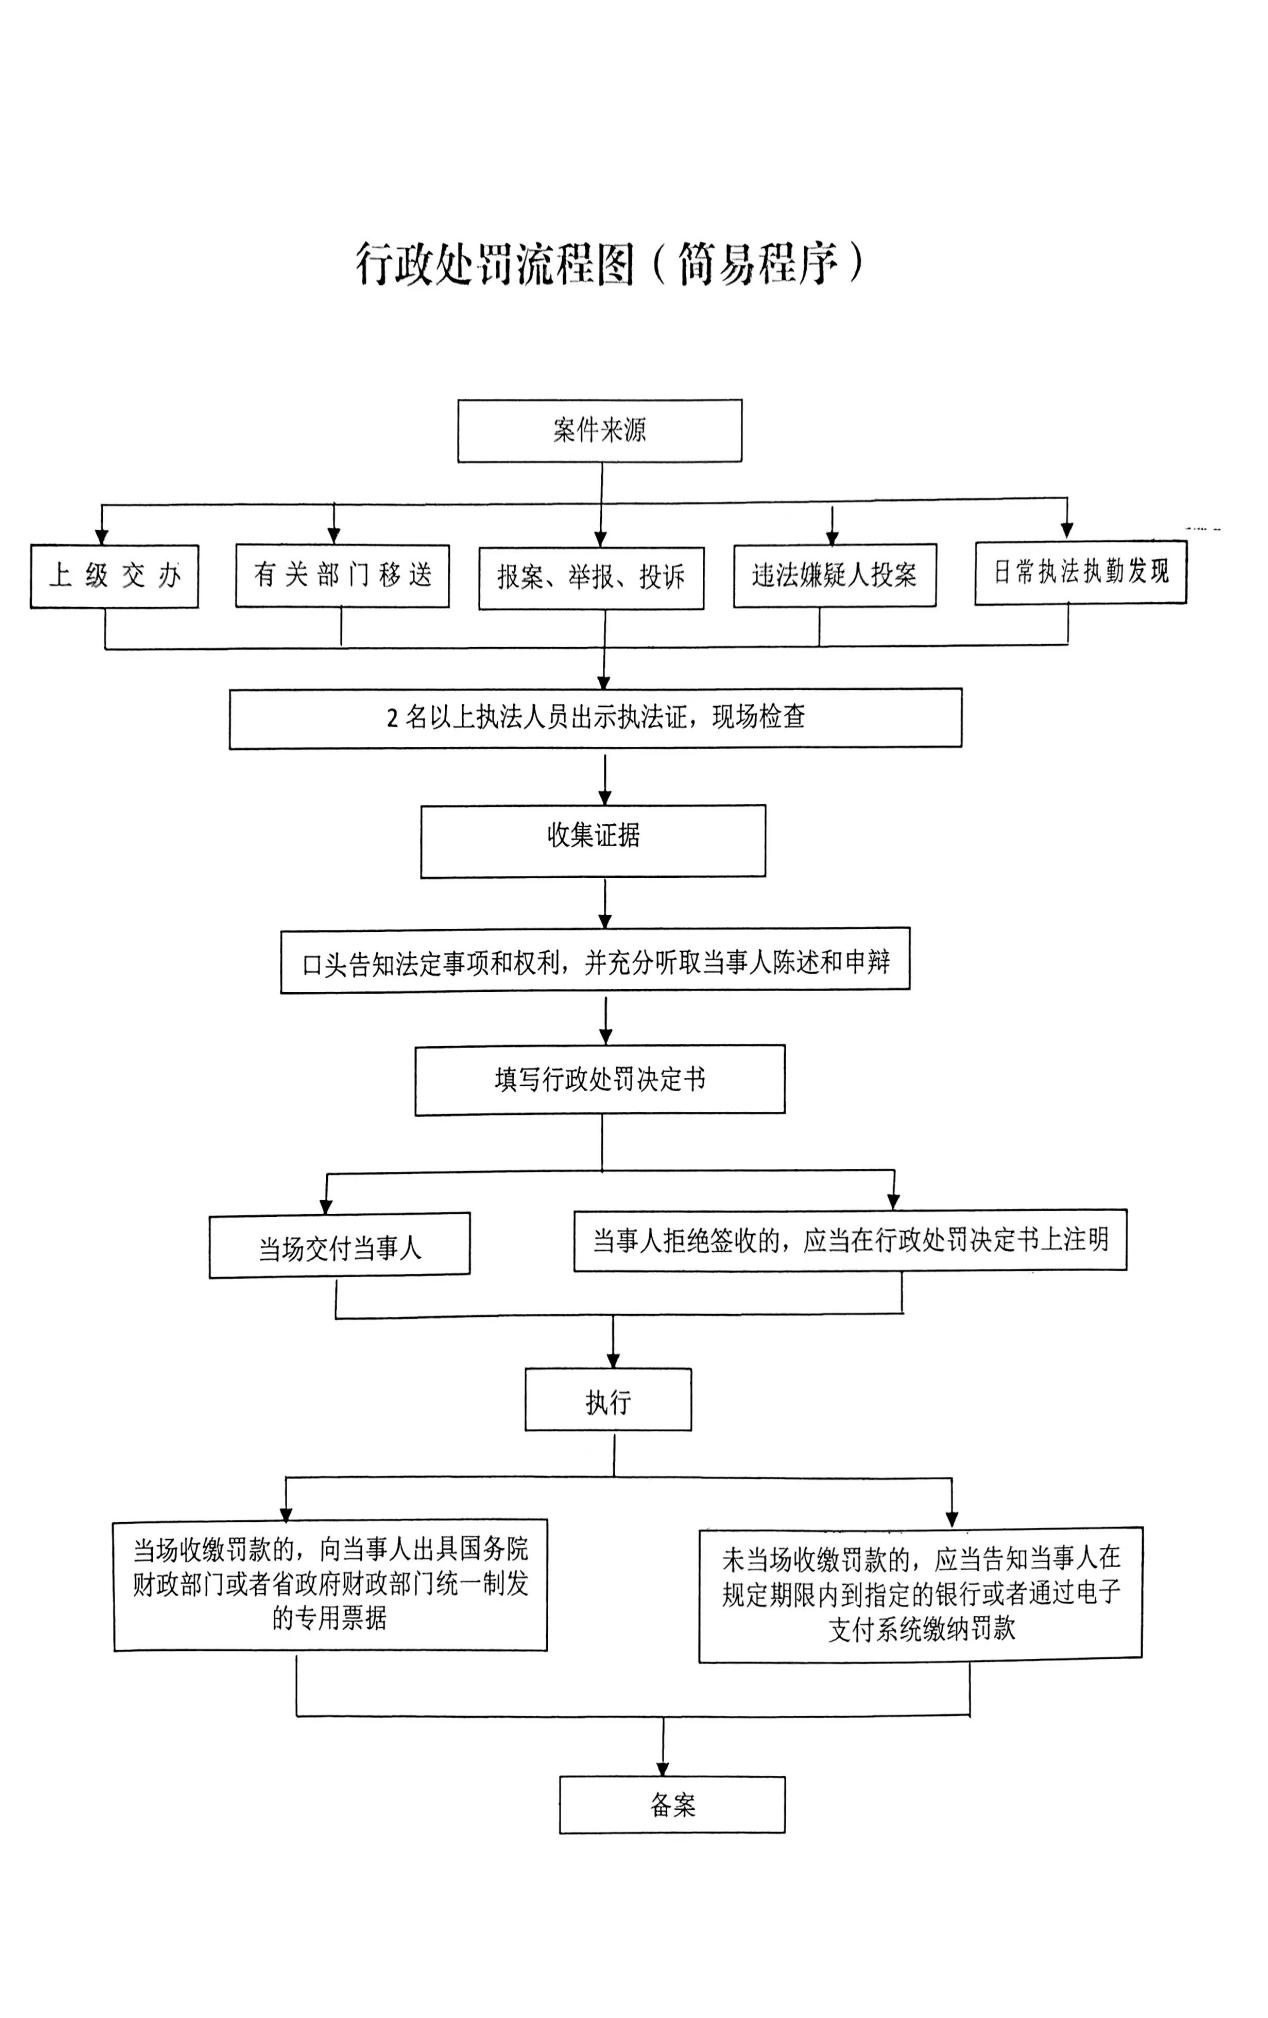 行政处罚流程图（简易程序）
案件来源
上级交办
有关部门移送
报案、举报、投诉
违法嫌疑人投案
日常执法执勤发现
2名以上执法人员出示执法证，现场检查
收集证据
口头告知法定事项和权利，并充分听取当事人陈述和申辩
填写行政处罚决定书
当场交付当事人
当事人拒绝签收的，应当在行政处罚决定书上注明
执行
当场收缴罚款的，向当事人出具国务院
财政部门或者省政府财政部门统一制发
的专用票据
未当场收缴罚款的，应当告知当事人在
规定期限内到指定的银行或者通过电子
支付系统缴纳罚款
备案